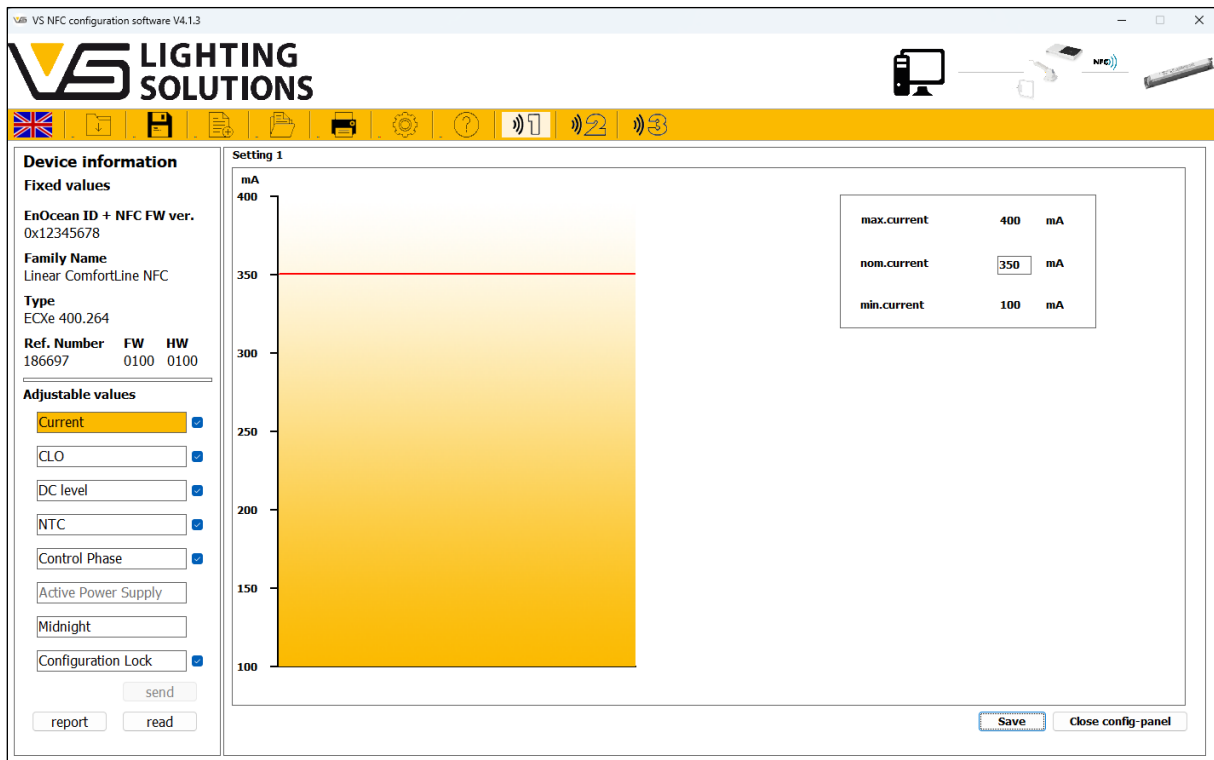 VS NFC configuration software V4.1.3
LIGHTING
SOLUTIONS
NFC
1 2 3
Device information
Fixed values
EnOcean ID + NFC FW ver.
0x12345678
Family Name
Linear ComfortLine NFC
Type
ECXe 400.264
Ref. Number FW HW
186697 0100 0100
Adjustable values
Current
CLO
DC level
NTC
Control Phase
Active Power Supply
Midnight
Configuration Lock
send
report read
Setting 1
mA
400
350
300
250
200
150
100
max.current 400 mA
nom.current 350 mA
min.current 100 mA
Save Close config-panel